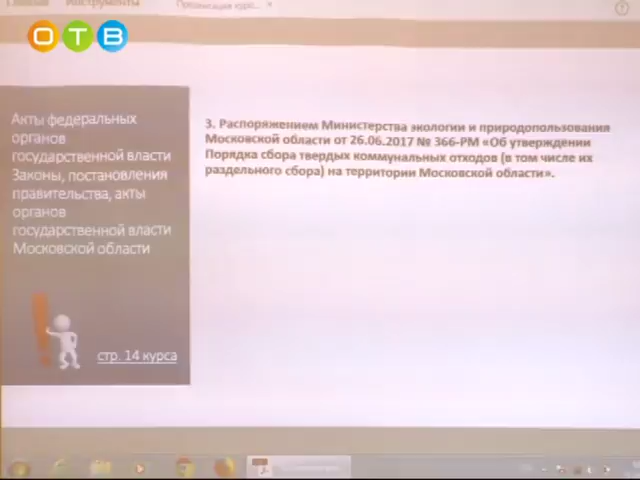 Главная Инструменты
ОТВ
Акты федеральных
органов
государственной власти
Законы, постановления
правительства, акты
органов
государственной власти
Московской области
стр. 14 курса
3. Распоряжением Министерства экологии и природопользования
Московской области от 26.06.2017 № 366-РМ «Об утверждении
Порядка сбора твердых коммунальных отходов (в том числе их
раздельного сбора) на территории Московской области».